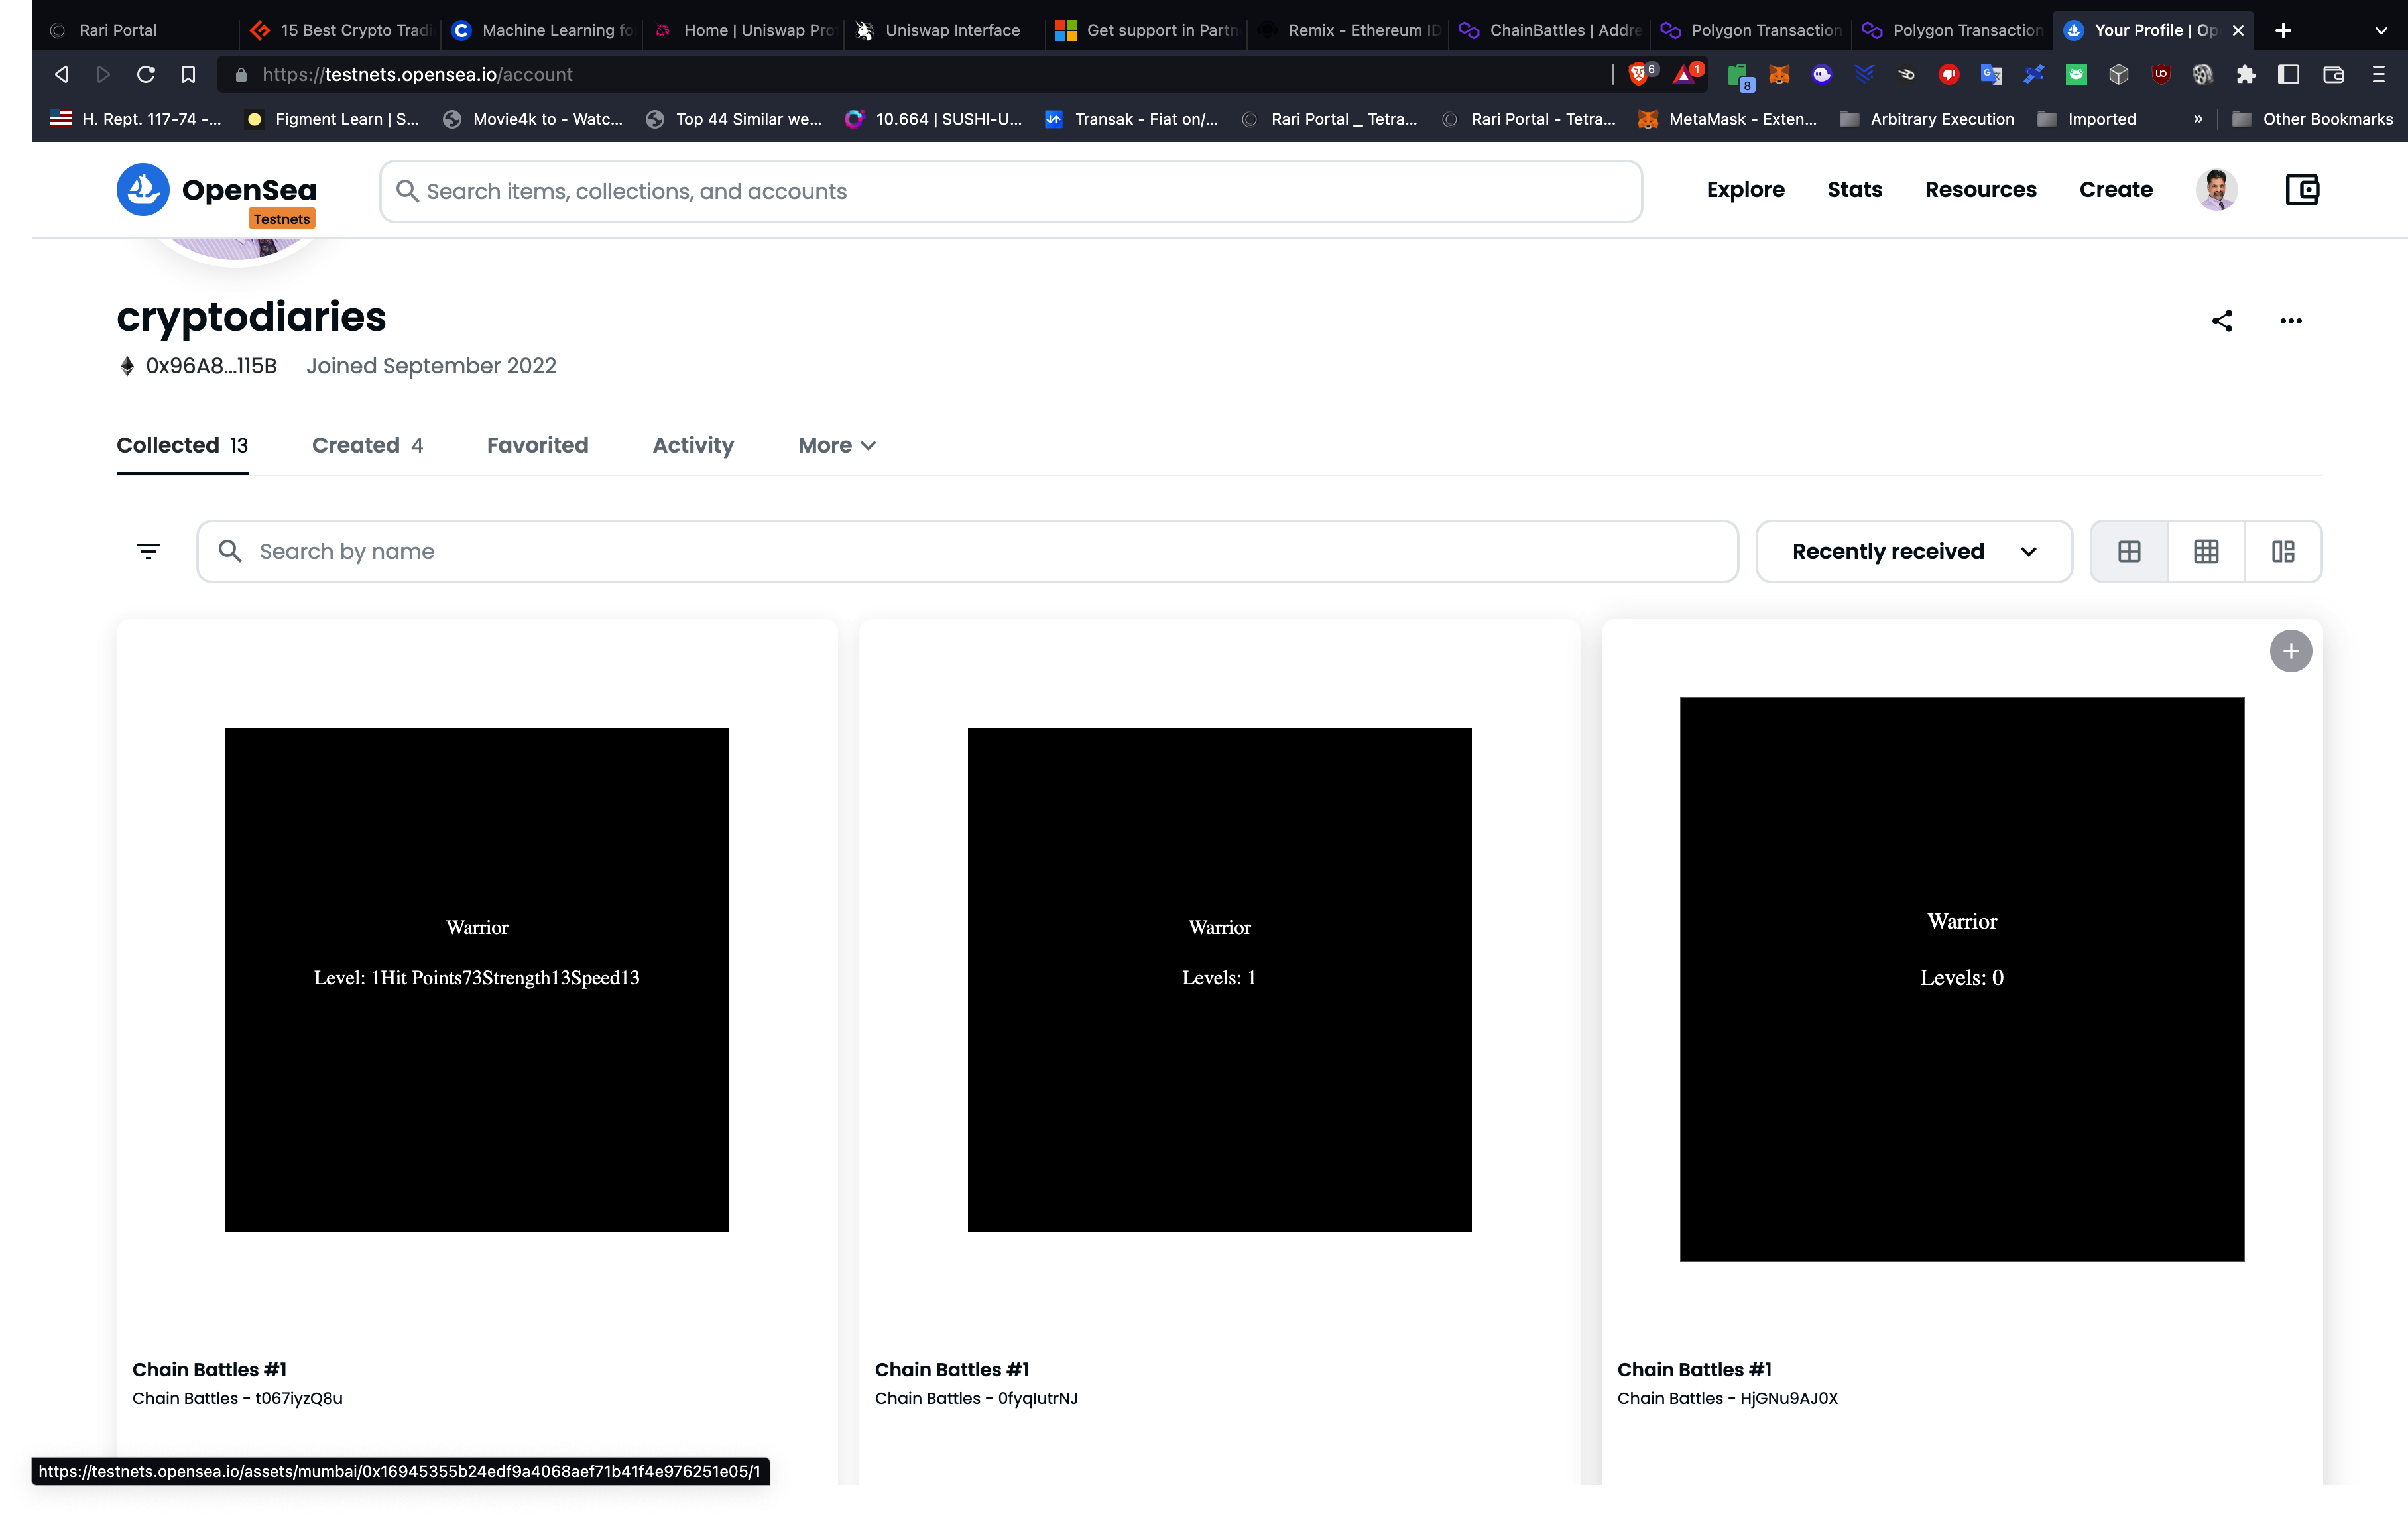 Rari Portal
15 Best Crypto Tradi
Machine Learning fo
Home | Uniswap Pro
Uniswap Interface
Get support in Partn
Remix - Ethereum ID
ChainBattles | Addre
Polygon Transaction
Polygon Transaction
Your Profile | Op
https://testnets.opensea.io/account
6
1
8
H. Rept. 117-74 -...
Figment Learn | S...
Movie4k to - Watc...
Top 44 Similar we...
10.664 | SUSHI-U...
Transak - Fiat on/...
Rari Portal _ Tetra...
Rari Portal - Tetra...
MetaMask - Exten...
Arbitrary Execution
Imported
»
Other Bookmarks
OpenSea
Testnets
Search items, collections, and accounts
Explore
Stats
Resources
Create
cryptodiaries
0x96A8...115B
Joined September 2022
Collected 13
Created 4
Favorited
Activity
More
Search by name
Recently received
Warrior
Level: 1Hit Points73Strength13Speed13
Warrior
Levels: 1
Warrior
Levels: 0
Chain Battles #1
Chain Battles - t067iyzQ8u
Chain Battles #1
Chain Battles - 0fyqIutrNJ
Chain Battles #1
Chain Battles - HjGNu9AJ0X
https://testnets.opensea.io/assets/mumbai/0x16945355b24edf9a4068aef71b41f4e976251e05/1